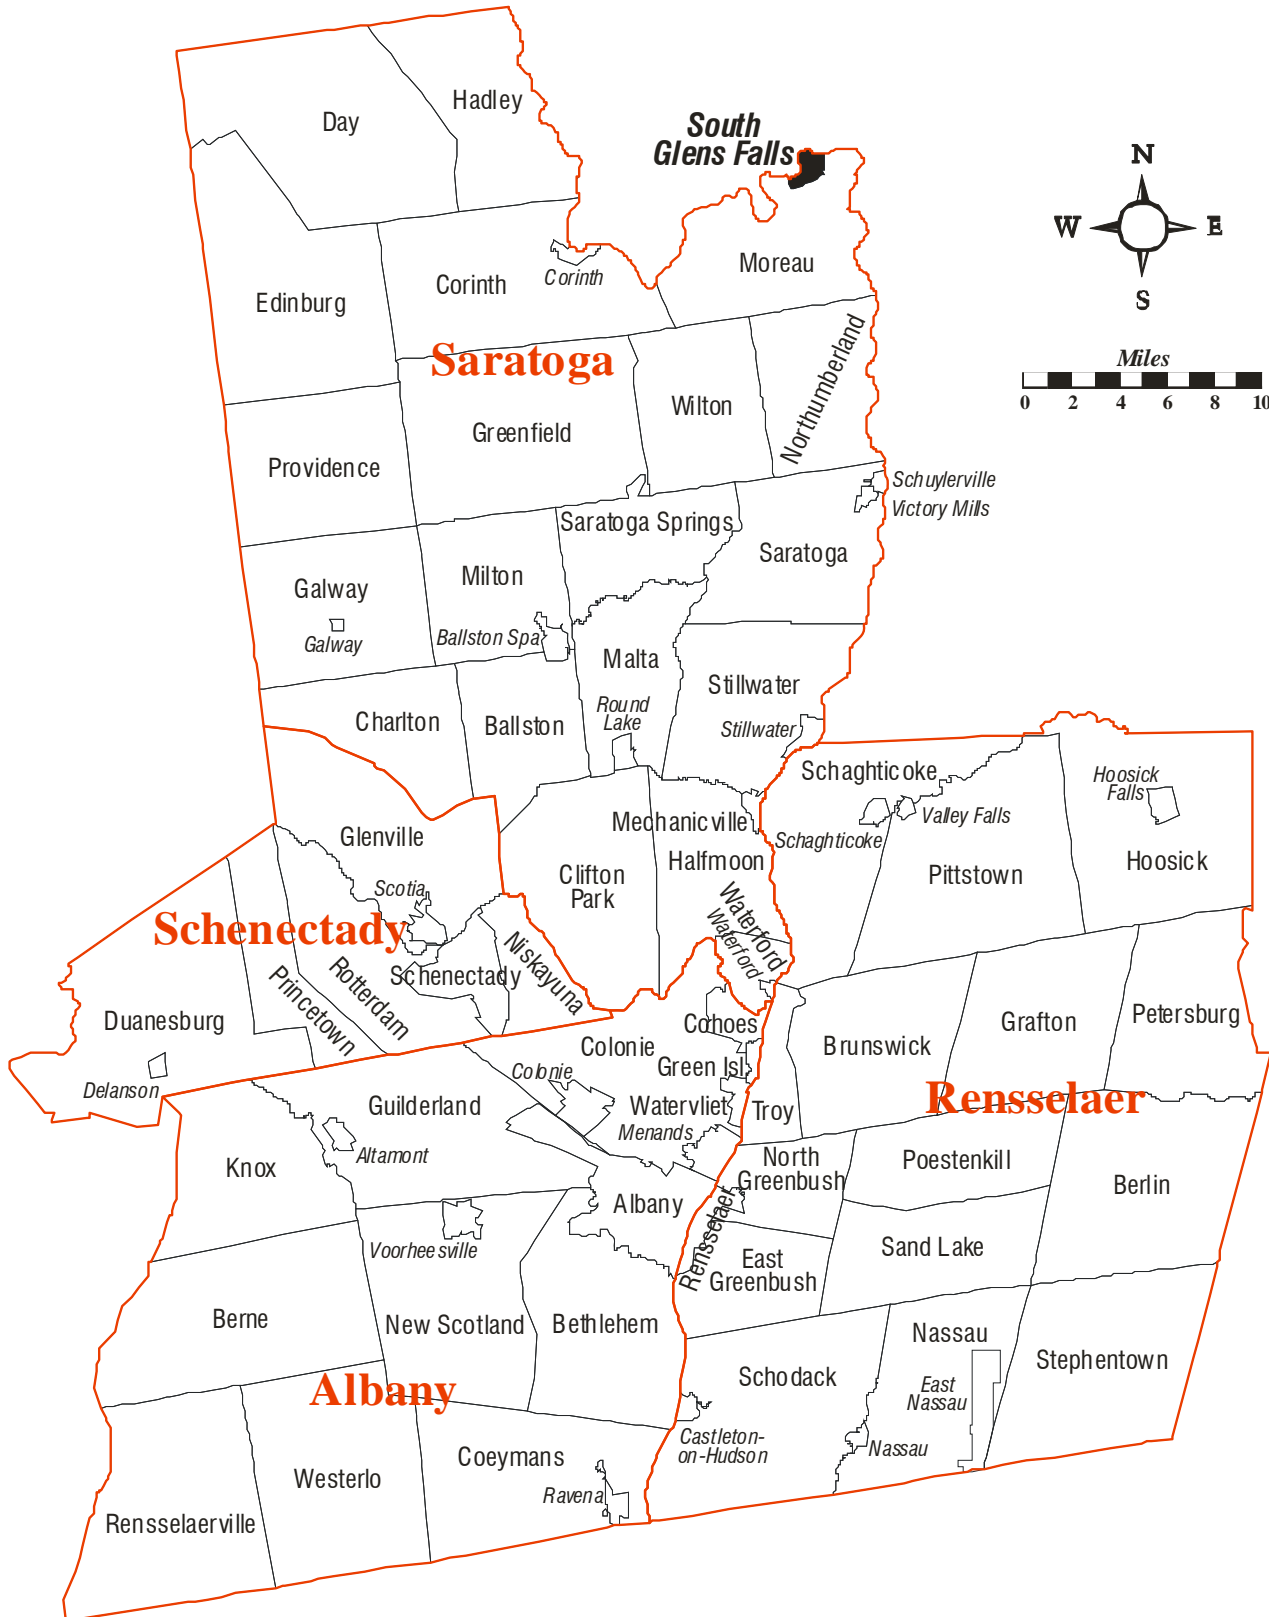 Hadley
Day
South
Glens Falls
N
W
E
S
Moreau
Corinth
Corinth
Edinburg
Miles
0 2 4 6 8 10
Saratoga
Northumberland
Wilton
Greenfield
Providence
Schuylerville
Victory Mills
Saratoga Springs
Saratoga
Milton
Galway
Galway
Ballston Spa
Malta
Stillwater
Round
Lake
Charlton
Ballston
Stillwater
Schaghticoke
Hoosick
Falls
Valley Falls
Mechanicville
Schaghticoke
Glenville
Halfmoon
Hoosick
Clifton
Park
Pittstown
Scotia
Waterford
Waterford
Schenectady
Niskayuna
Schenectady
Rotterdam
Princetown
Duanesburg
Cohoes
Grafton
Petersburg
Colonie
Brunswick
Green Isl.
Colonie
Delanson
Rensselaer
Guilderland
Watervliet
Troy
Menands
Altamont
North
Greenbush
Poestenkill
Knox
Berlin
Albany
Rensselaer
Voorheesville
Sand Lake
East
Greenbush
Berne
New Scotland
Bethlehem
Nassau
Stephentown
Schodack
Albany
East
Nassau
Castleton-
on-Hudson
Nassau
Coeymans
Westerlo
Ravena
Rensselaerville